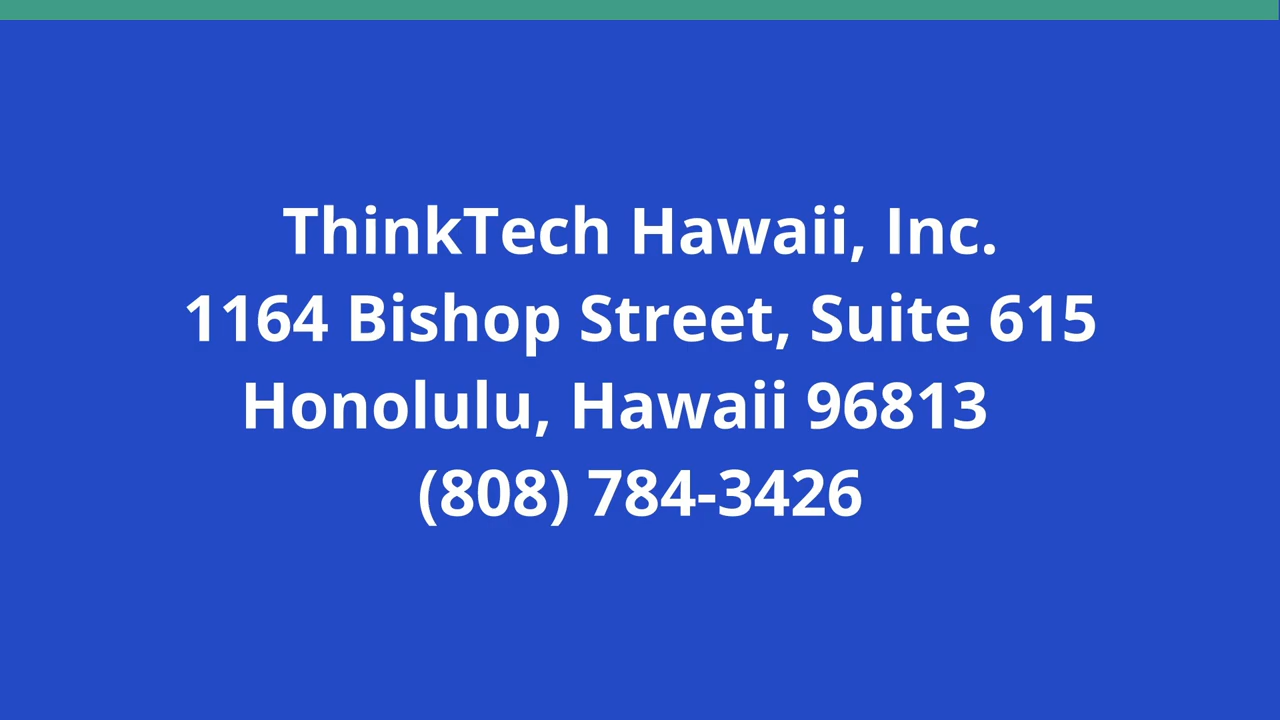 ThinkTech Hawaii, Inc.
1164 Bishop Street, Suite 615
Honolulu, Hawaii 96813
(808) 784-3426